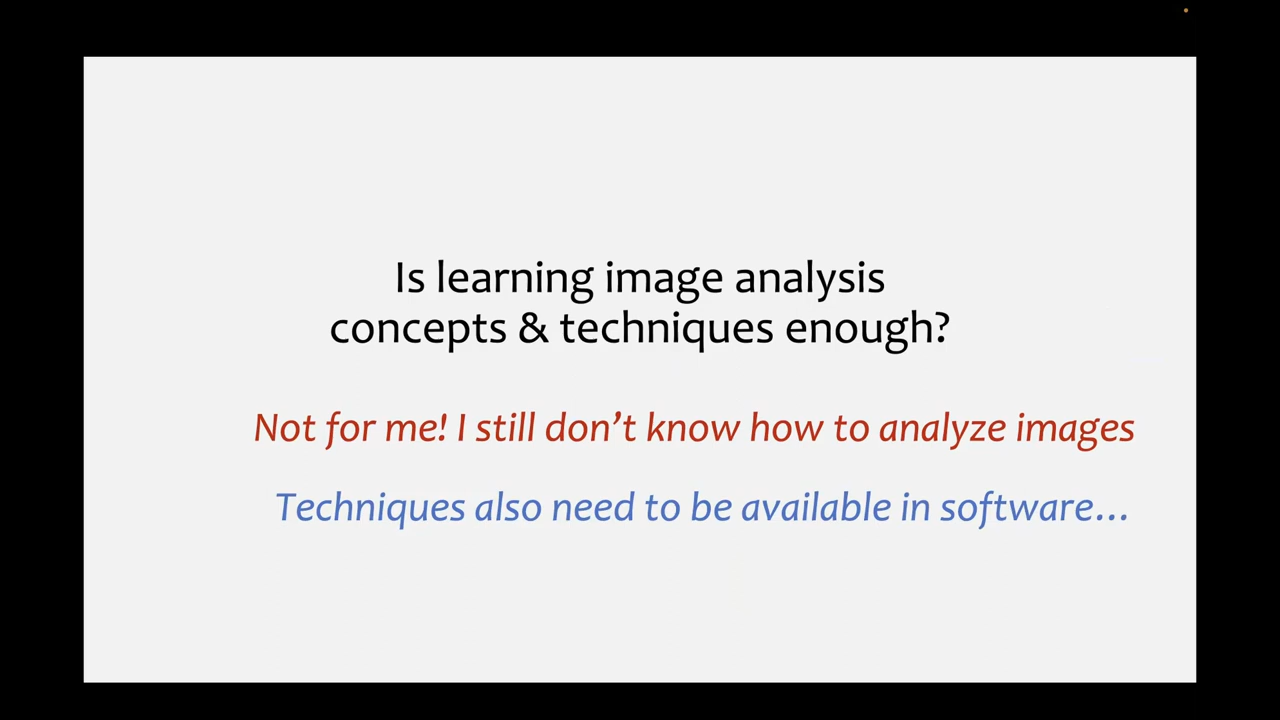 Is learning image analysis
concepts & techniques enough?
Not for me! I still don’t know how to analyze images
Techniques also need to be available in software…